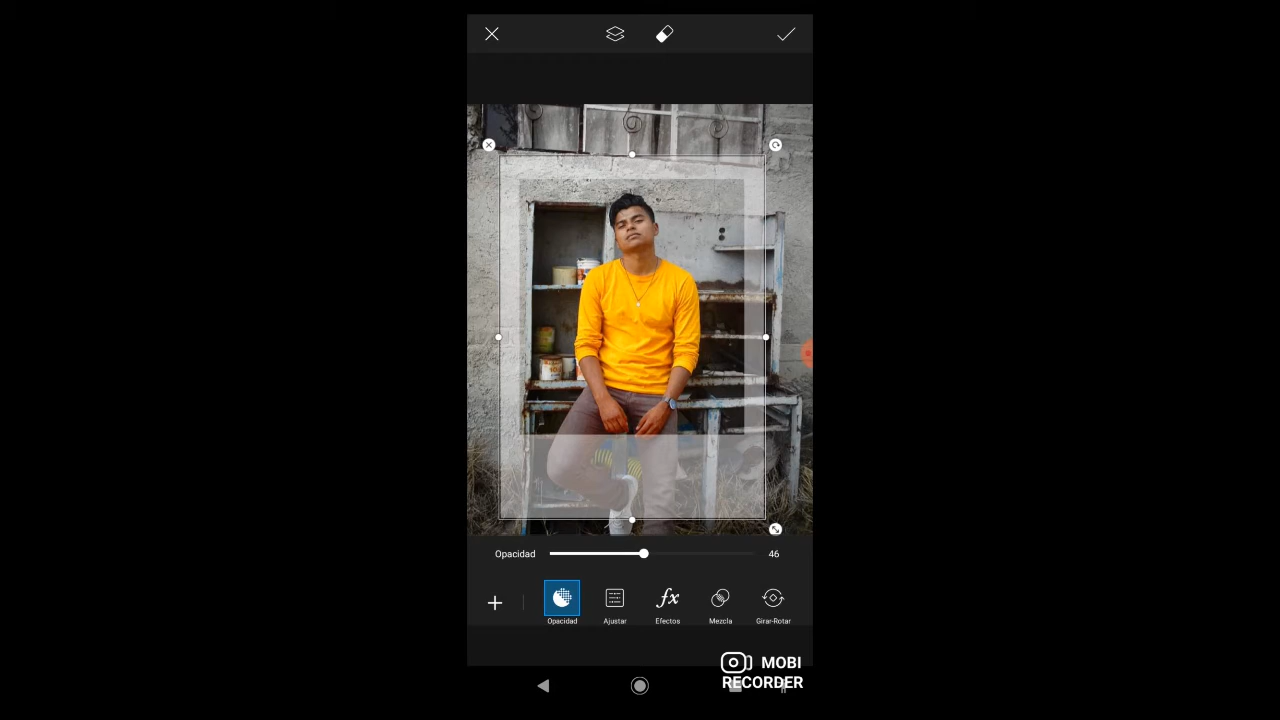 Opacidad 46
Opacidad Ajustar Efectos Mezcla Girar-Rotar
MOBI
RECORDER